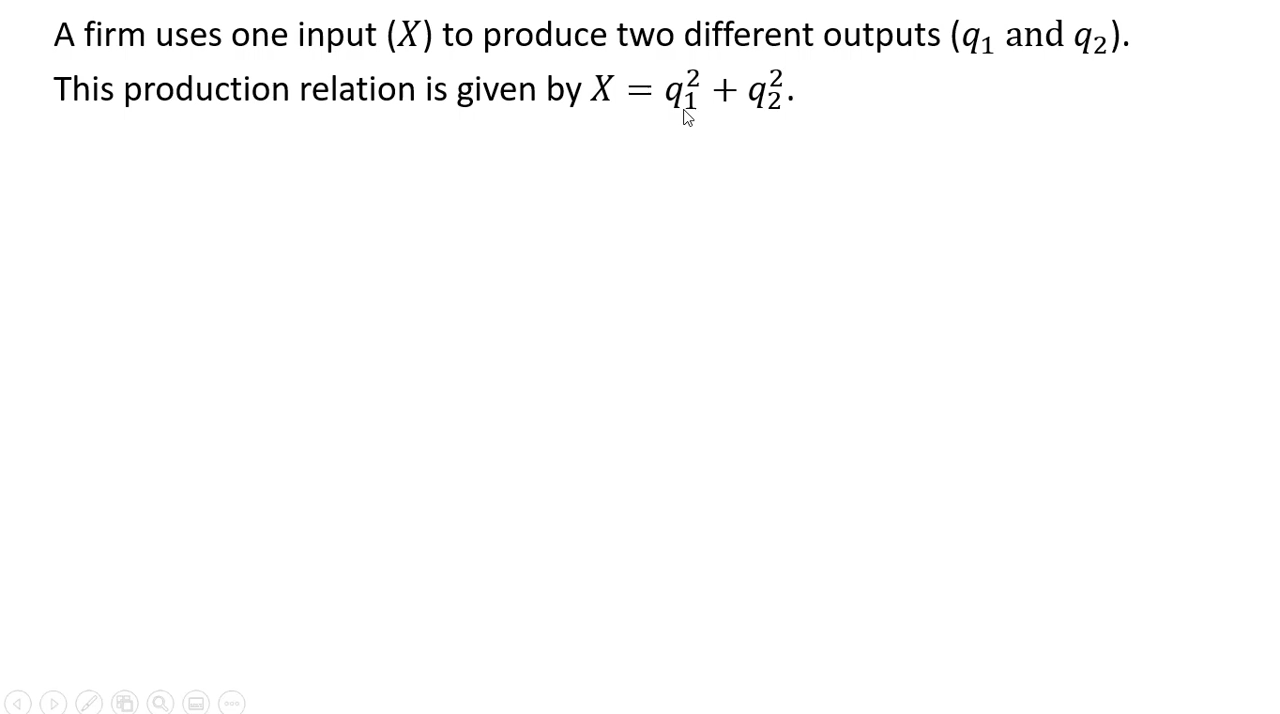 A firm uses one input (X) to produce two different outputs (q₁ and q₂).
This production relation is given by X = q₁² + q₂².